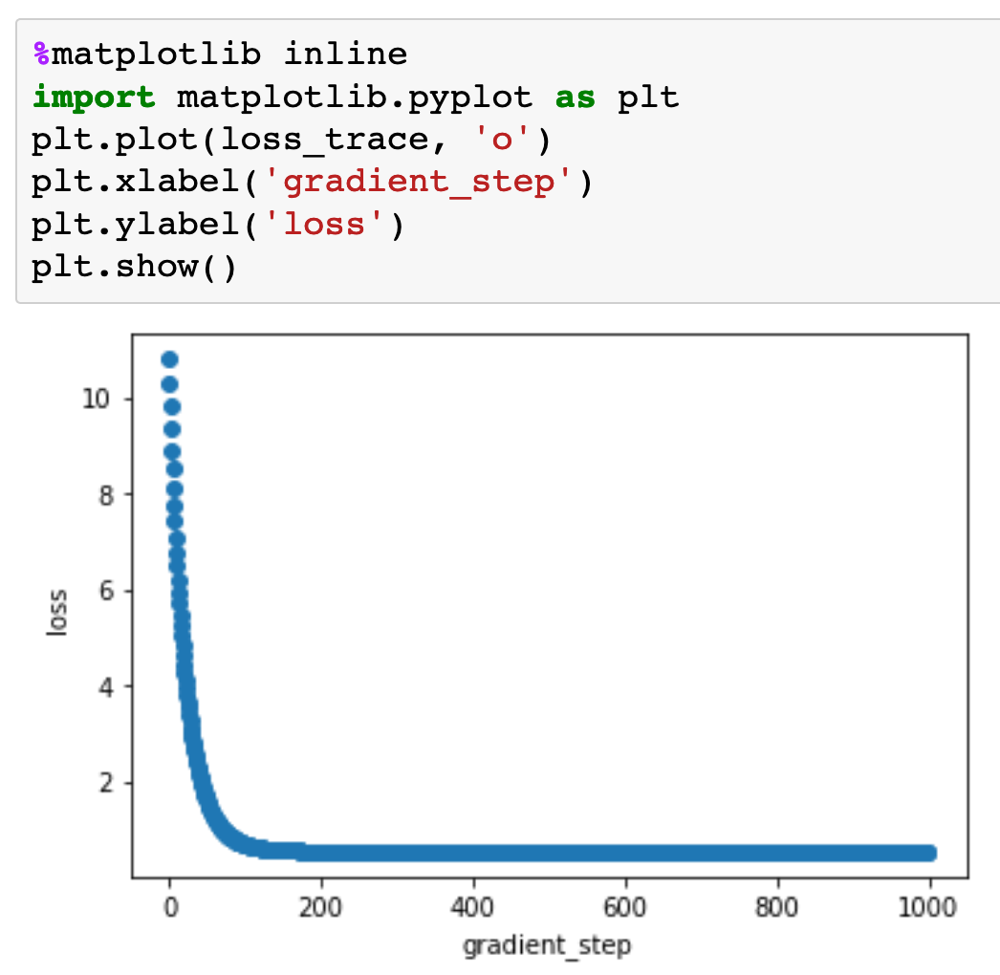 %matplotlib inline
import matplotlib.pyplot as plt
plt.plot(loss_trace, 'o')
plt.xlabel('gradient_step')
plt.ylabel('loss')
plt.show()
10
8
6
4
2
loss
0 200 400 600 800 1000
gradient_step